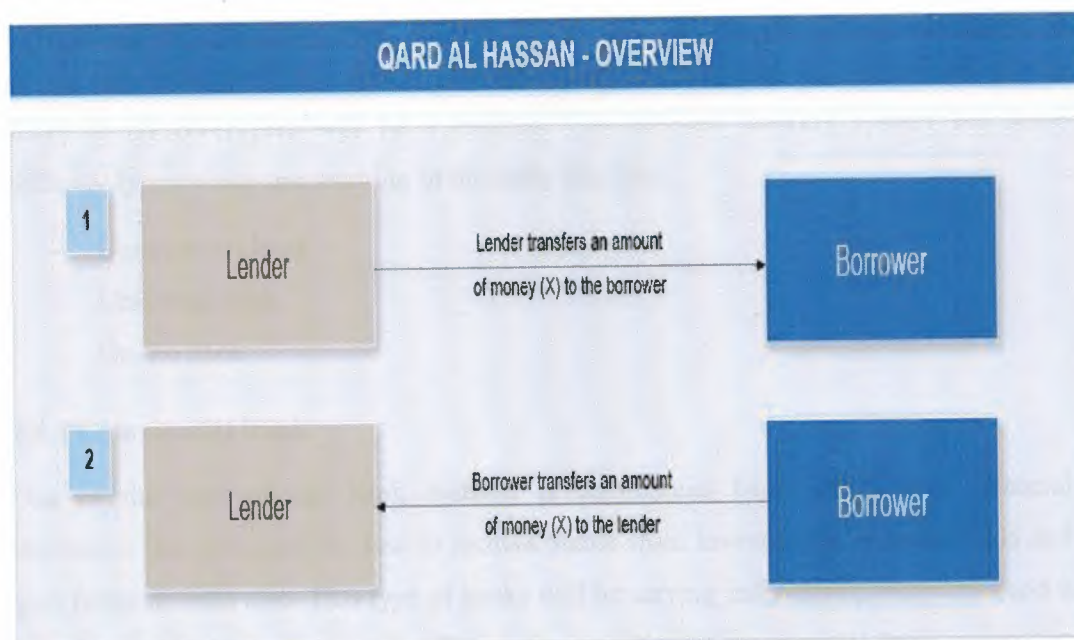 QARD AL HASSAN - OVERVIEW
1
Lender
Lender transfers an amount
of money (X) to the borrower
Borrower
2
Lender
Borrower transfers an amount
of money (X) to the lender
Borrower